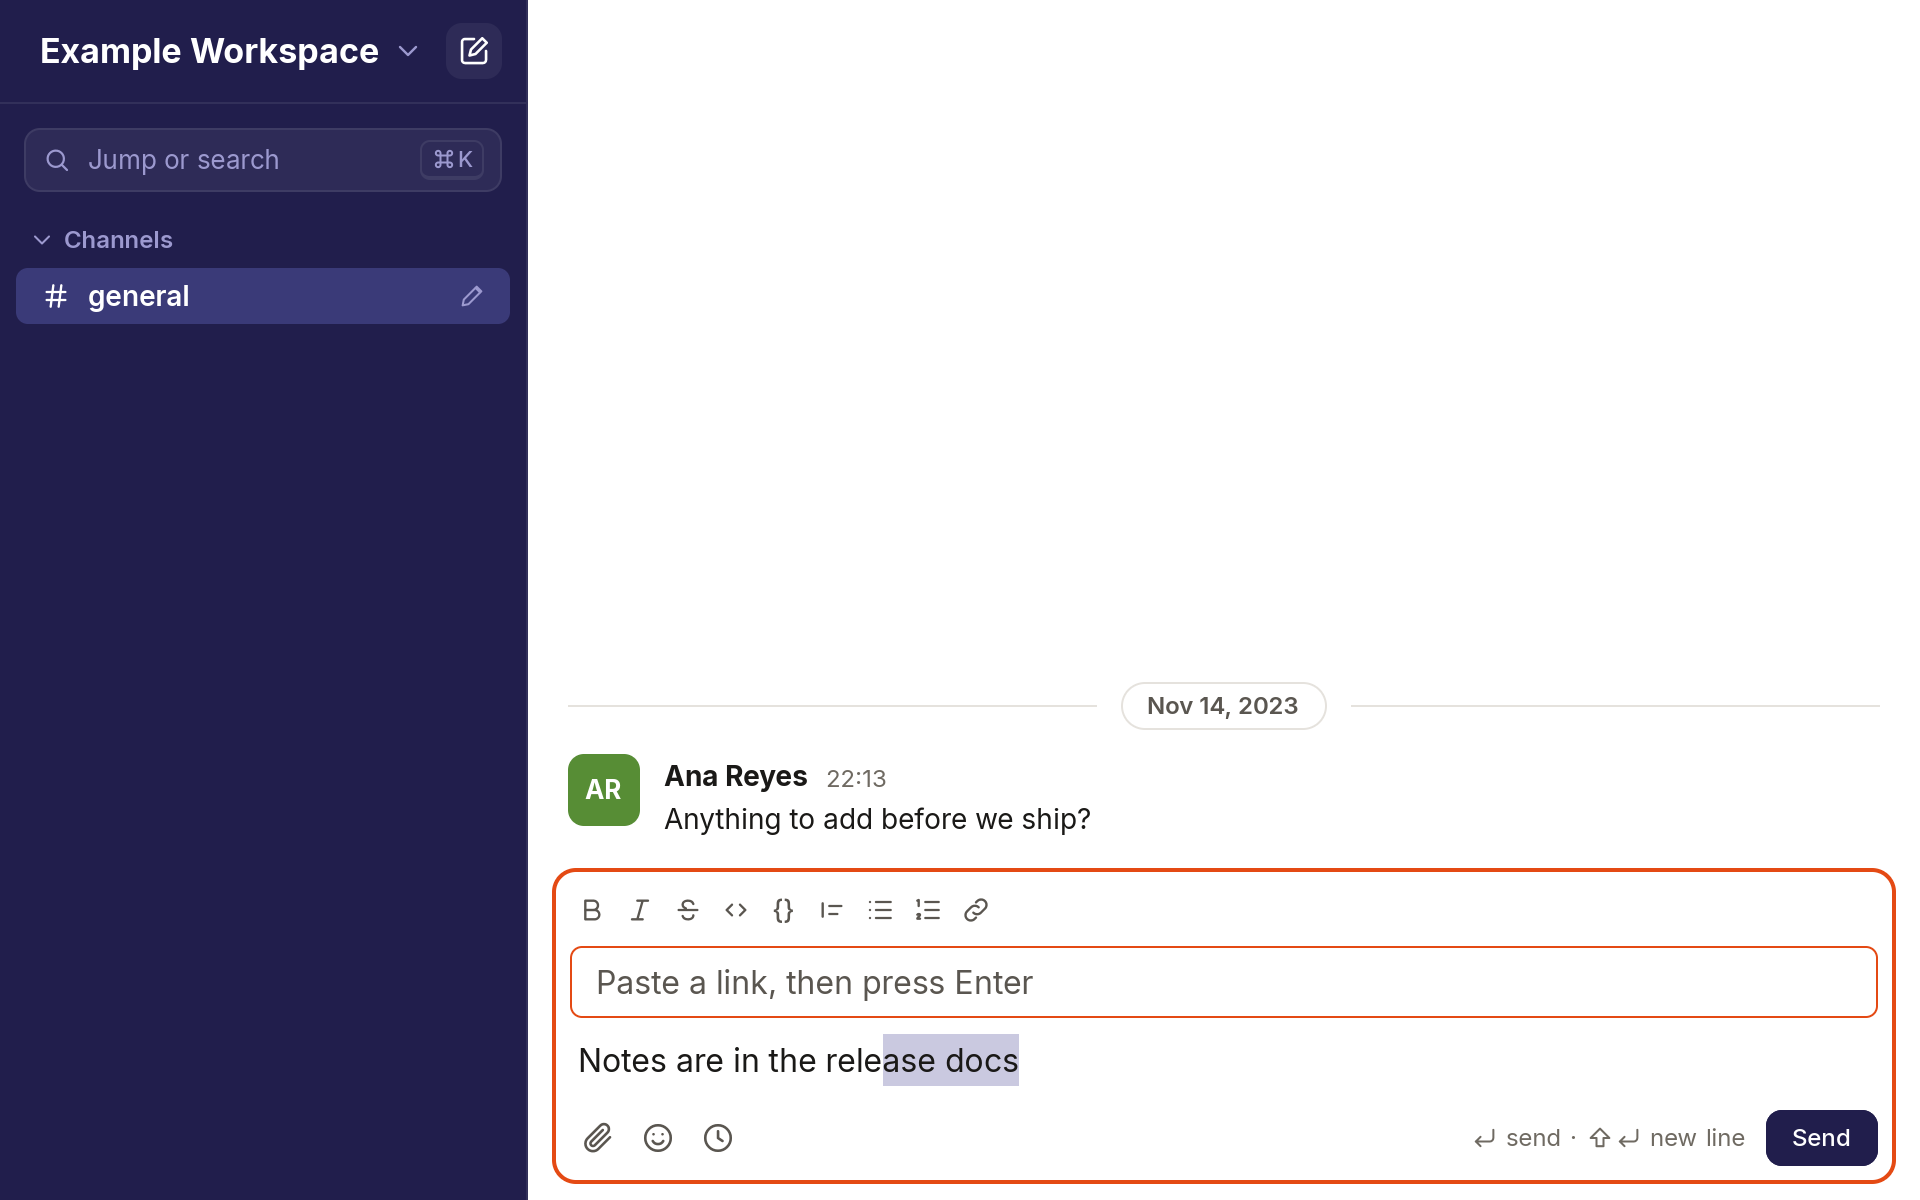 Example Workspace
Jump or search ⌘K
Channels
# general
Nov 14, 2023
AR
Ana Reyes 22:13
Anything to add before we ship?
Paste a link, then press Enter
Notes are in the release docs
send · new line
Send